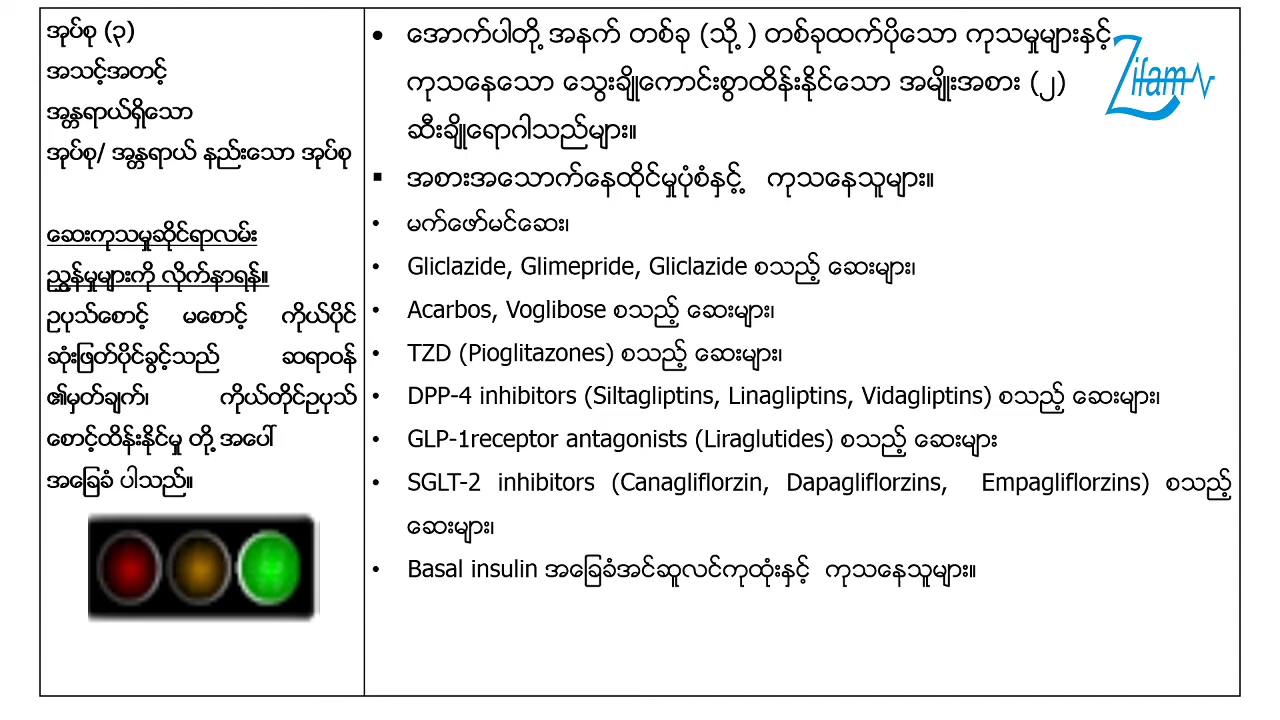 အုပ်စု (၃)
အသင့်အတင့်
အန္တရာယ်ရှိသော
အုပ်စု/ အန္တရာယ် နည်းသော အုပ်စု
ဆေးကုသမှုဆိုင်ရာလမ်း
ညွှန်မှုများကို လိုက်နာရန်။
ဥပုသ်စောင့် မစောင့် ကိုယ်ပိုင်
ဆုံးဖြတ်ပိုင်ခွင့်သည် ဆရာဝန်
၏မှတ်ချက်၊ ကိုယ်တိုင်ဥပုသ်
စောင့်ထိန်းနိုင်မှု တို့ အပေါ်
အခြေခံ ပါသည်။
• အောက်ပါတို့ အနက် တစ်ခု (သို့ ) တစ်ခုထက်ပိုသော ကုသမှုများနှင့်
ကုသနေသော သွေးချိုကောင်းစွာထိန်းနိုင်သော အမျိုးအစား (၂)
ဆီးချိုရောဂါသည်များ။
▪ အစားအသောက်နေထိုင်မှုပုံစံနှင့် ကုသနေသူများ။
• မက်ဖော်မင်ဆေး၊
• Gliclazide, Glimepride, Gliclazide စသည့် ဆေးများ၊
• Acarbos, Voglibose စသည့် ဆေးများ၊
• TZD (Pioglitazones) စသည့် ဆေးများ၊
• DPP-4 inhibitors (Siltagliptins, Linagliptins, Vidagliptins) စသည့် ဆေးများ၊
• GLP-1receptor antagonists (Liraglutides) စသည့် ဆေးများ
• SGLT-2 inhibitors (Canagliflorzin, Dapagliflorzins, Empagliflorzins) စသည့်
ဆေးများ၊
• Basal insulin အခြေခံအင်ဆူလင်ကုထုံးနှင့် ကုသနေသူများ။
Zifam